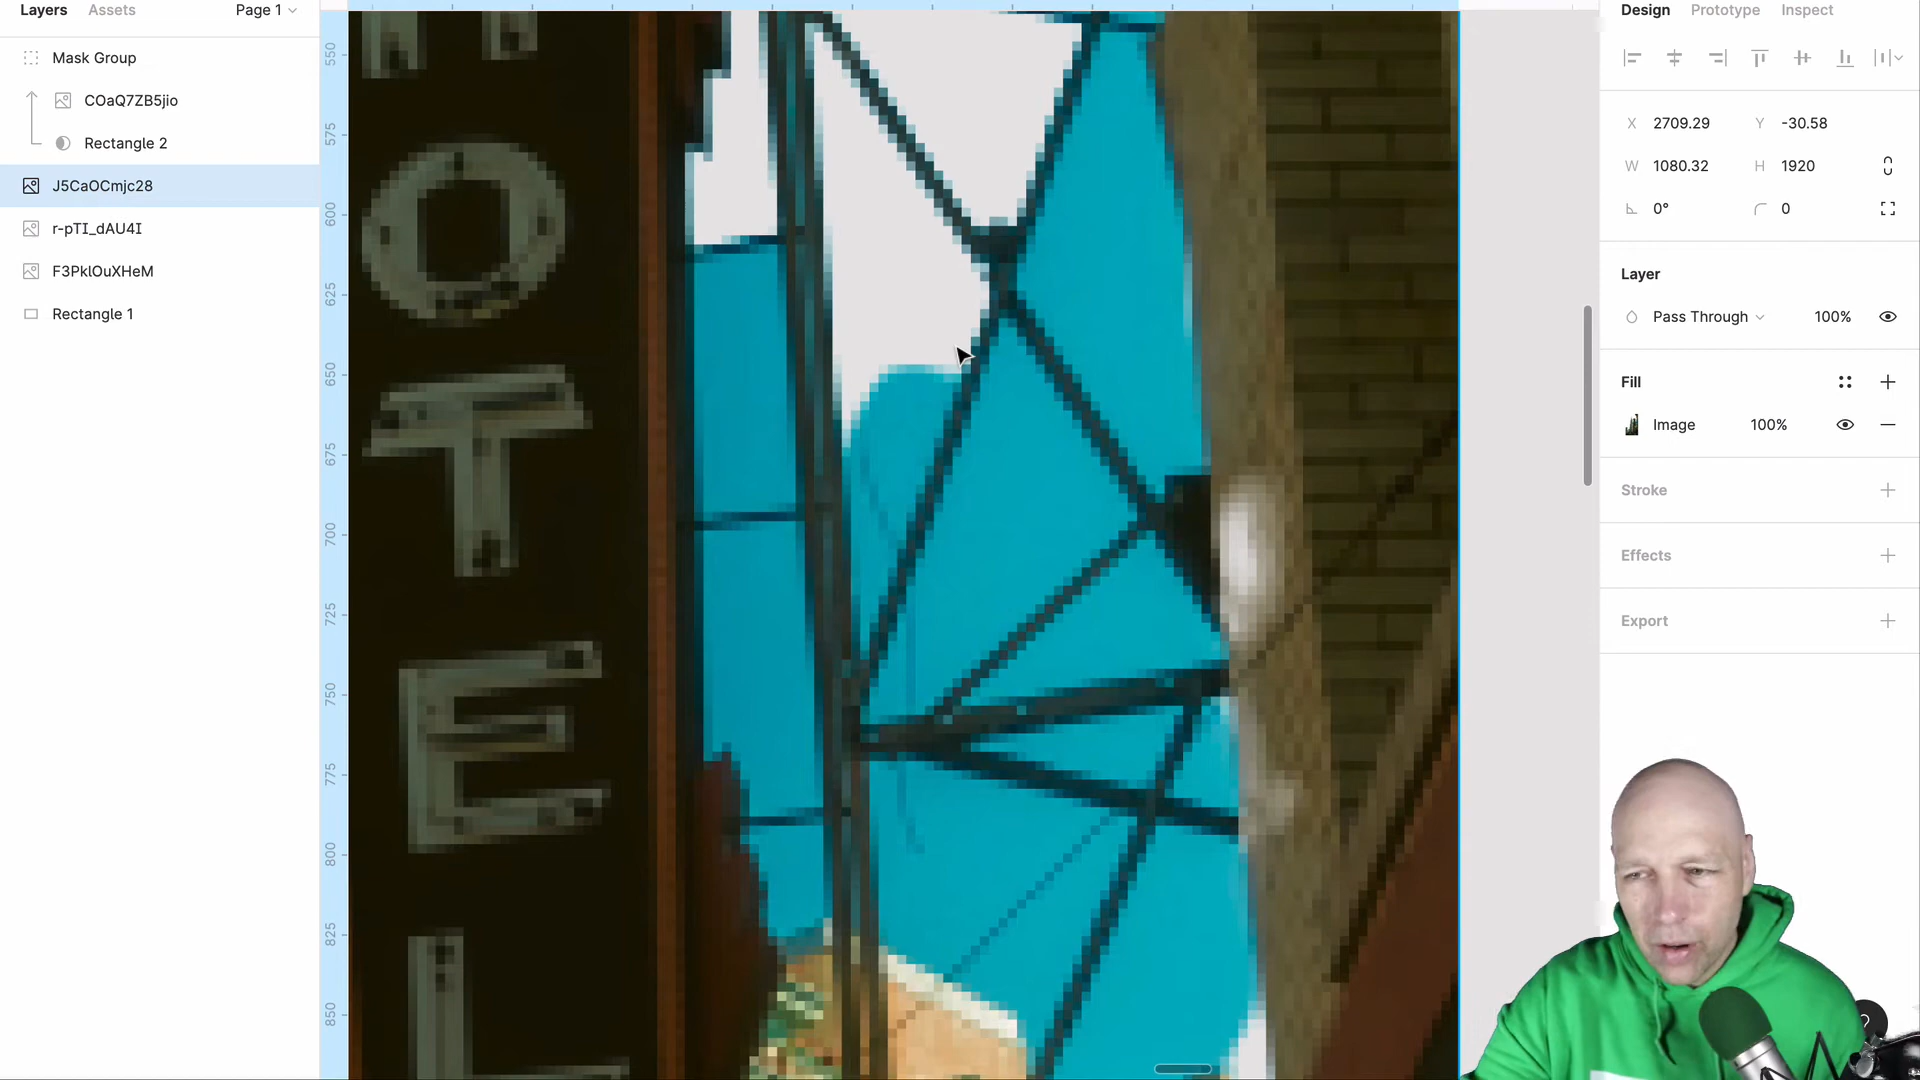 Layers Assets Page 1
Mask Group
COaQ7ZB5jio
Rectangle 2
J5CaOCmjc28
r-pTI_dAU4I
F3PklOuXHeM
Rectangle 1
550
575
600
625
650
675
700
725
750
775
800
825
850
O
T
E
L
Design Prototype Inspect
X 2709.29 Y -30.58
W 1080.32 H 1920
0° 0
Layer
Pass Through 100%
Fill
Image 100%
Stroke
Effects
Export